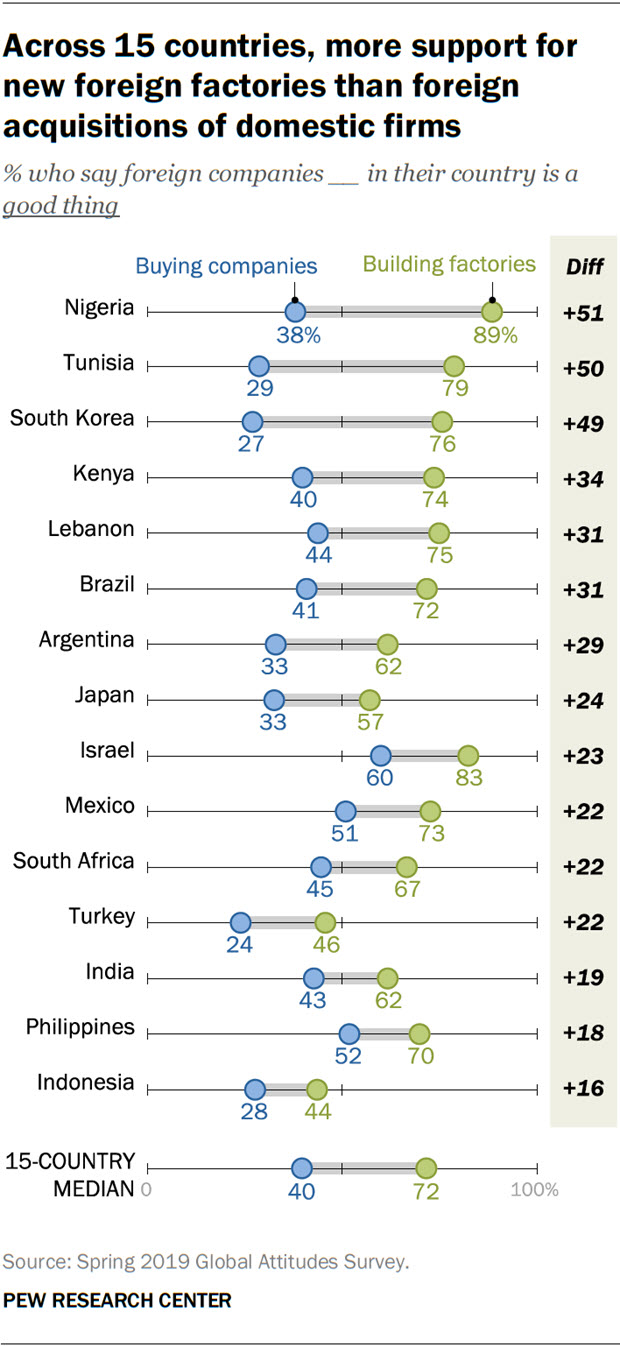 Across 15 countries, more support for
new foreign factories than foreign
acquisitions of domestic firms
% who say foreign companies __ in their country is a
good thing
Buying companies Building factories Diff
Nigeria 38% 89% +51
Tunisia 29 79 +50
South Korea 27 76 +49
Kenya 40 74 +34
Lebanon 44 75 +31
Brazil 41 72 +31
Argentina 33 62 +29
Japan 33 57 +24
Israel 60 83 +23
Mexico 51 73 +22
South Africa 45 67 +22
Turkey 24 46 +22
India 43 62 +19
Philippines 52 70 +18
Indonesia 28 44 +16
15-COUNTRY
MEDIAN 0 40 72 100%
Source: Spring 2019 Global Attitudes Survey.
PEW RESEARCH CENTER